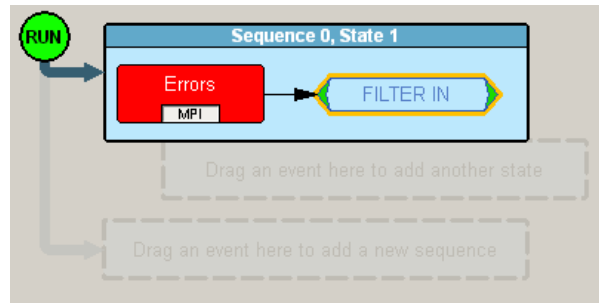 RUN
Sequence 0, State 1
Errors
MPI
FILTER IN
Drag an event here to add another state
Drag an event here to add a new sequence